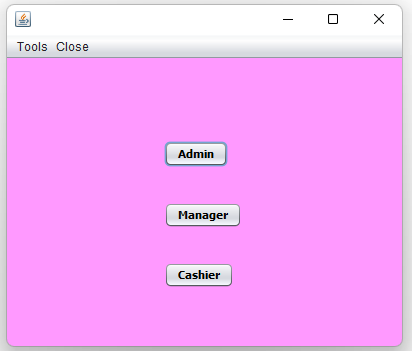 Tools Close
Admin
Manager
Cashier